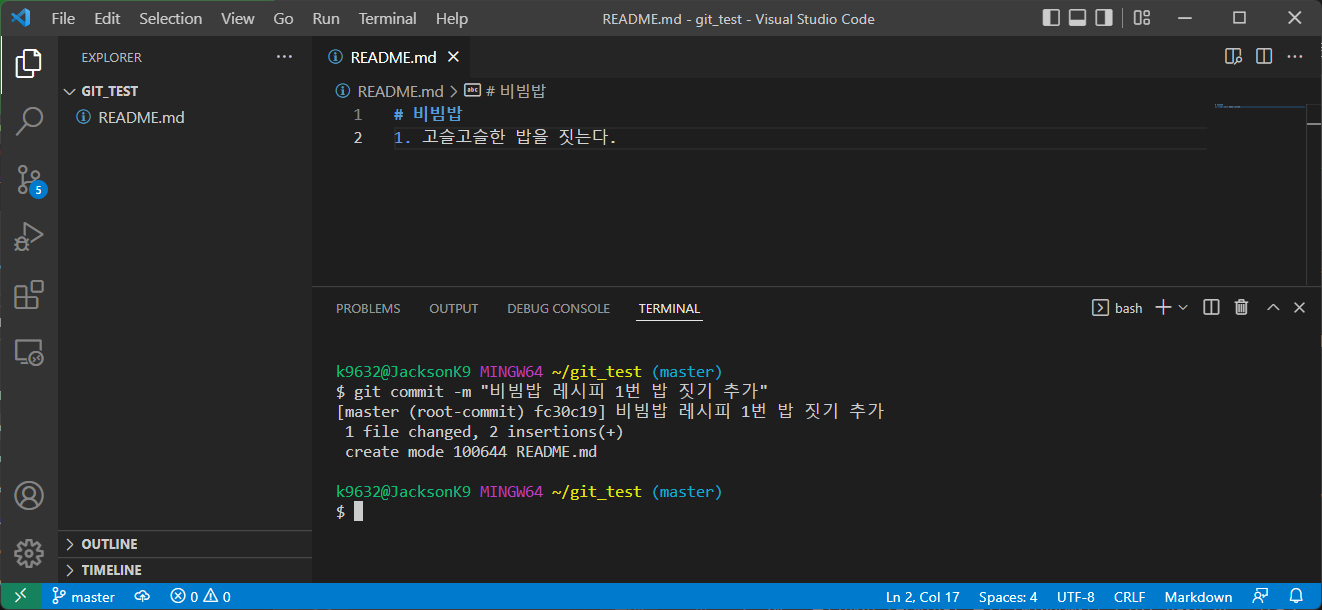 File Edit Selection View Go Run Terminal Help README.md - git_test - Visual Studio Code
EXPLORER
GIT_TEST
README.md
5
OUTLINE
TIMELINE
README.md
README.md > # 비빔밥
1 # 비빔밥
2 1. 고슬고슬한 밥을 짓는다.
PROBLEMS OUTPUT DEBUG CONSOLE TERMINAL bash
k9632@JacksonK9 MINGW64 ~/git_test (master)
$ git commit -m "비빔밥 레시피 1번 밥 짓기 추가"
[master (root-commit) fc30c19] 비빔밥 레시피 1번 밥 짓기 추가
1 file changed, 2 insertions(+)
create mode 100644 README.md
k9632@JacksonK9 MINGW64 ~/git_test (master)
$
master 0 0 Ln 2, Col 17 Spaces: 4 UTF-8 CRLF Markdown